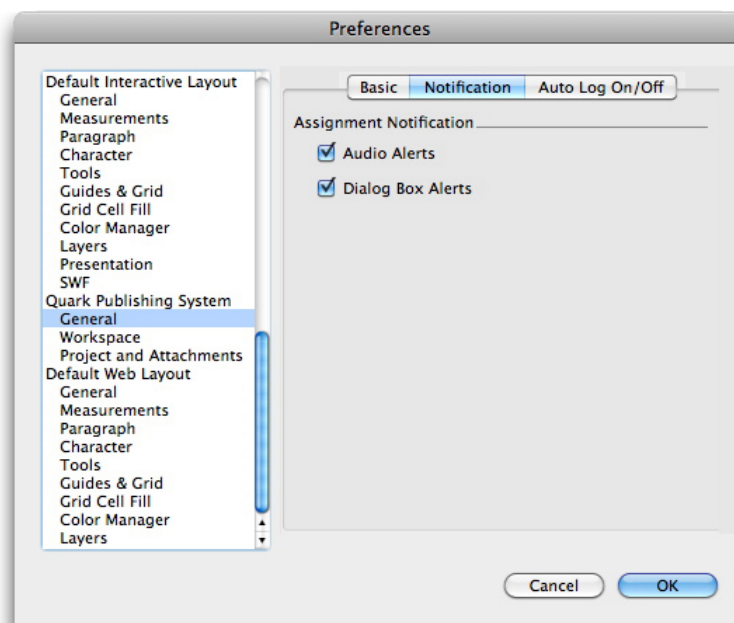 Preferences
Default Interactive Layout
General
Measurements
Paragraph
Character
Tools
Guides & Grid
Grid Cell Fill
Color Manager
Layers
Presentation
SWF
Quark Publishing System
General
Workspace
Project and Attachments
Default Web Layout
General
Measurements
Paragraph
Character
Tools
Guides & Grid
Grid Cell Fill
Color Manager
Layers
Basic Notification Auto Log On/Off
Assignment Notification
Audio Alerts
Dialog Box Alerts
Cancel OK